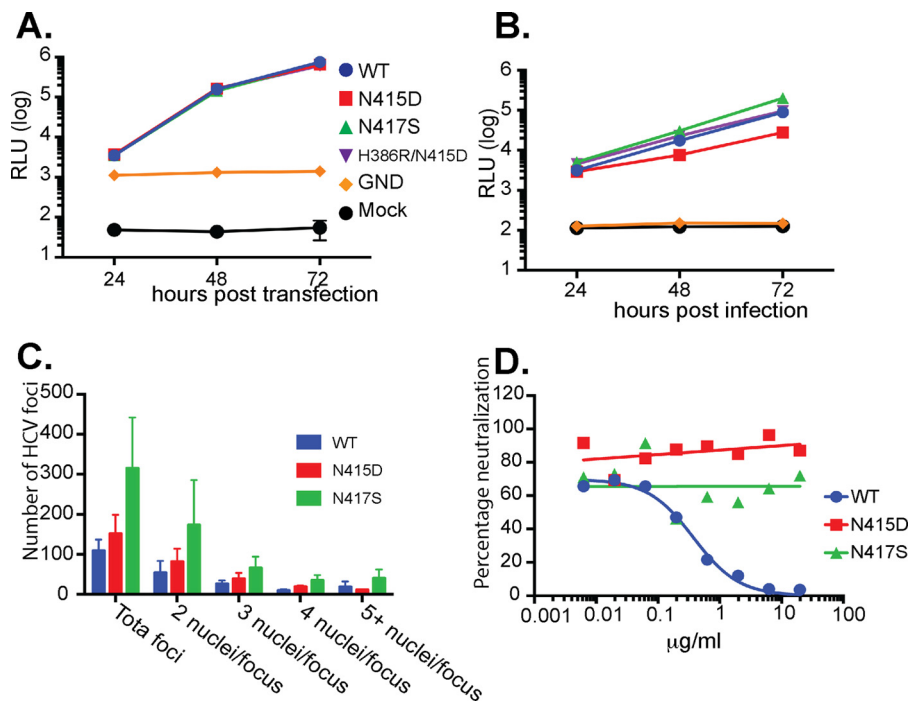 A.
RLU (log)
6
5
4
3
2
1
24
48
72
hours post transfection
WT
N415D
N417S
H386R/N415D
GND
Mock
B.
RLU (log)
6
5
4
3
2
1
24
48
72
hours post infection
C.
Number of HCV foci
500
400
300
200
100
0
Tota foci
2 nuclei/focus
3 nuclei/focus
4 nuclei/focus
5+ nuclei/focus
WT
N415D
N417S
D.
Percentage neutralization
120
100
80
60
40
20
0
0.001
0.01
0.1
1
10
100
µg/ml
WT
N415D
N417S